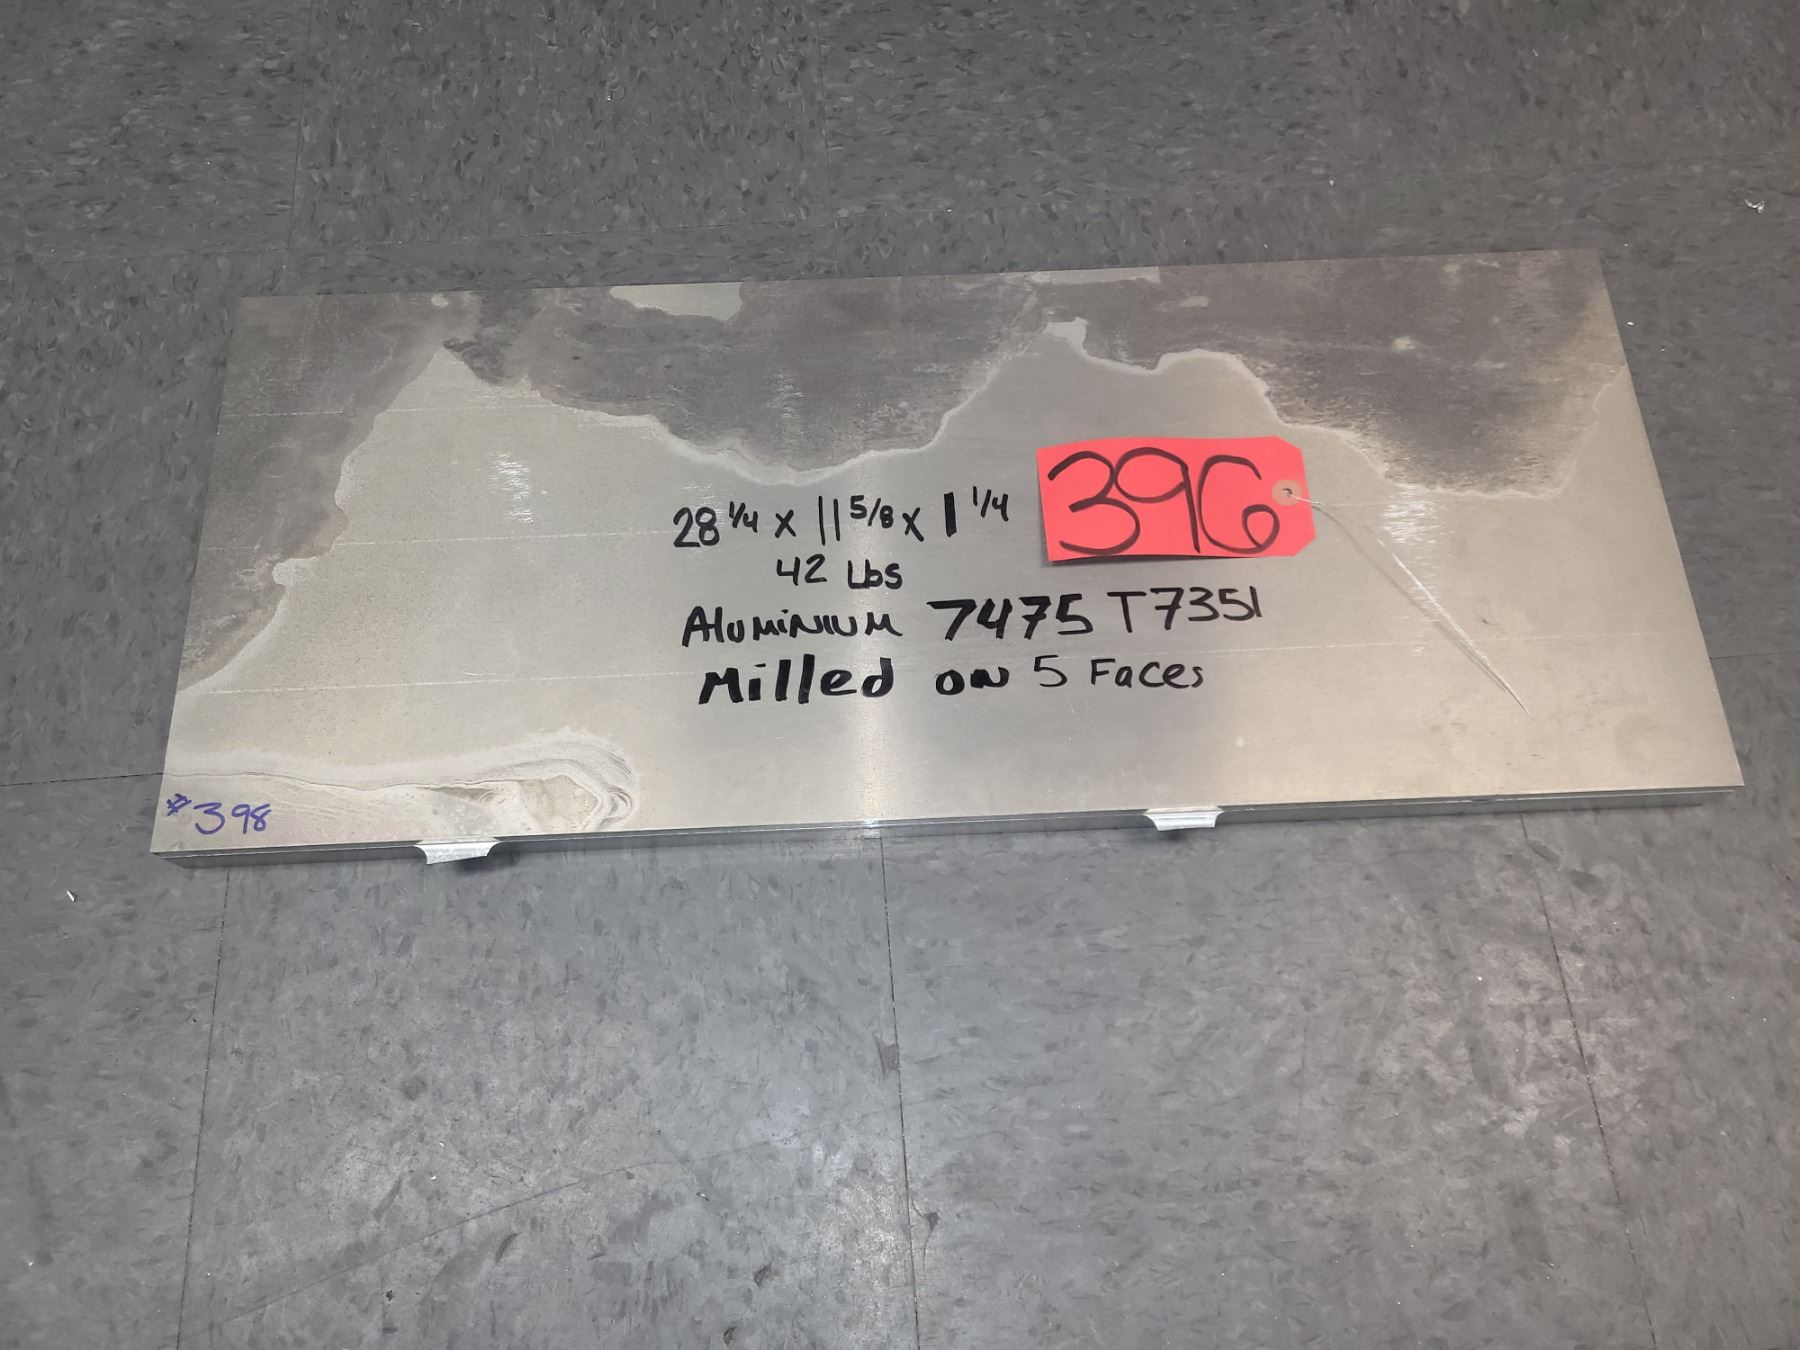 28 1/4 x 11 5/8 x 1 1/4
396
42 Lbs
Aluminium 7475 T7351
Milled on 5 Faces
#398